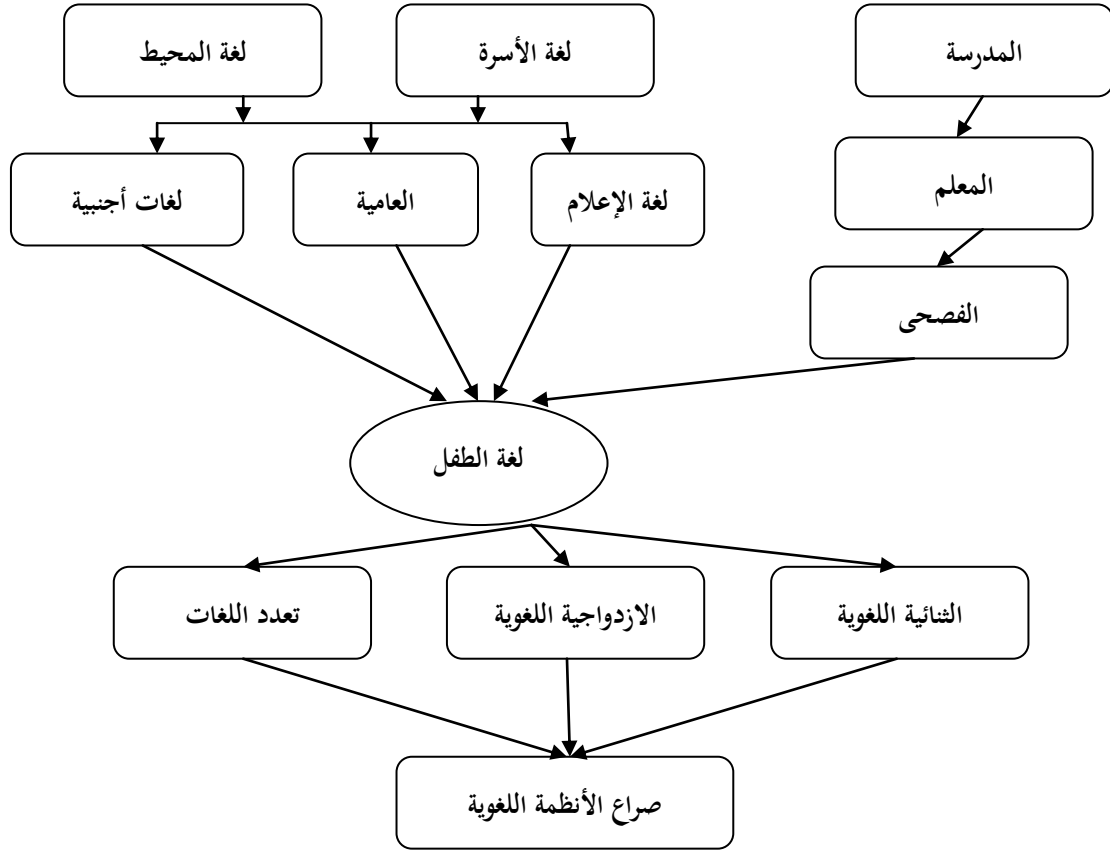 المدرسة
لغة الأسرة
لغة المحيط
المعلم
لغة الإعلام
العامية
لغات أجنبية
الفصحى
لغة الطفل
الثنائية اللغوية
الازدواجية اللغوية
تعدد اللغات
صراع الأنظمة اللغوية